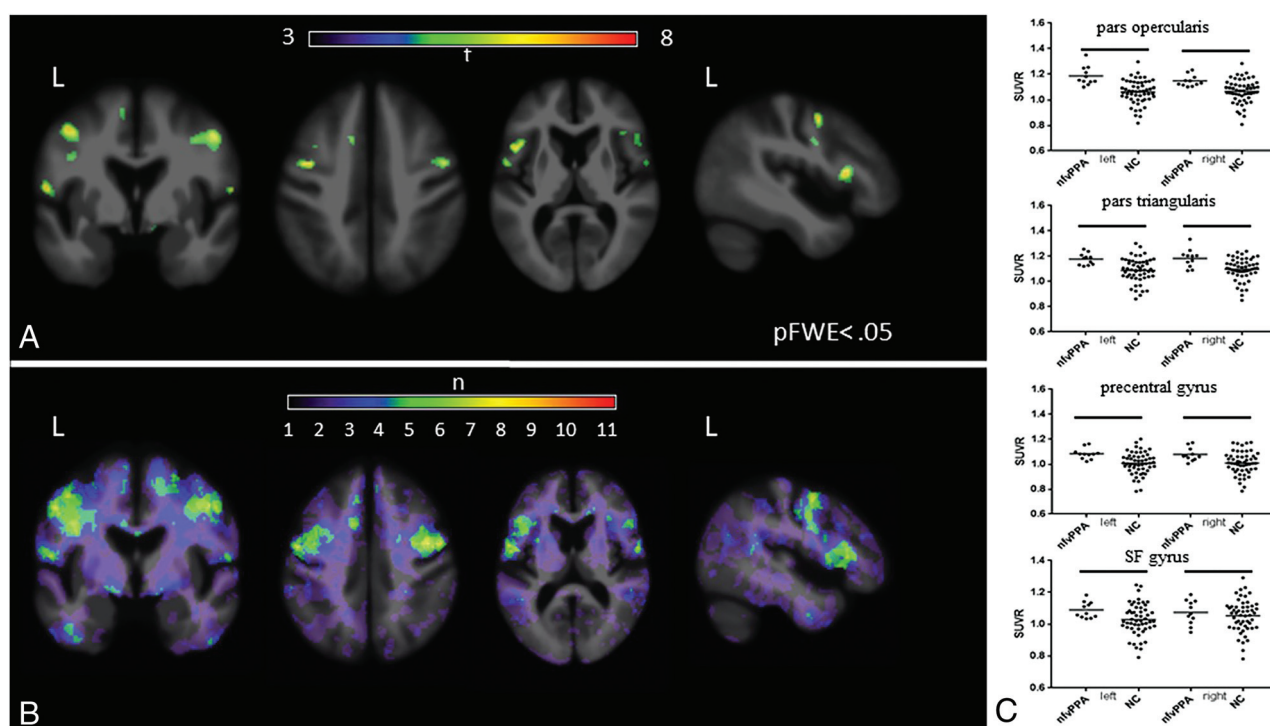 3 8
t
L L
A
pFWE<.05
n
1 2 3 4 5 6 7 8 9 10 11
L L
B
C
pars opercularis
1.6
1.4
1.2
1.0
0.8
0.6
SUVR
nfvPPA left NC nfvPPA right NC
pars triangularis
1.6
1.4
1.2
1.0
0.8
0.6
SUVR
nfvPPA left NC nfvPPA right NC
precentral gyrus
1.6
1.4
1.2
1.0
0.8
0.6
SUVR
nfvPPA left NC nfvPPA right NC
SF gyrus
1.4
1.2
1.0
0.8
0.6
SUVR
nfvPPA left NC nfvPPA right NC